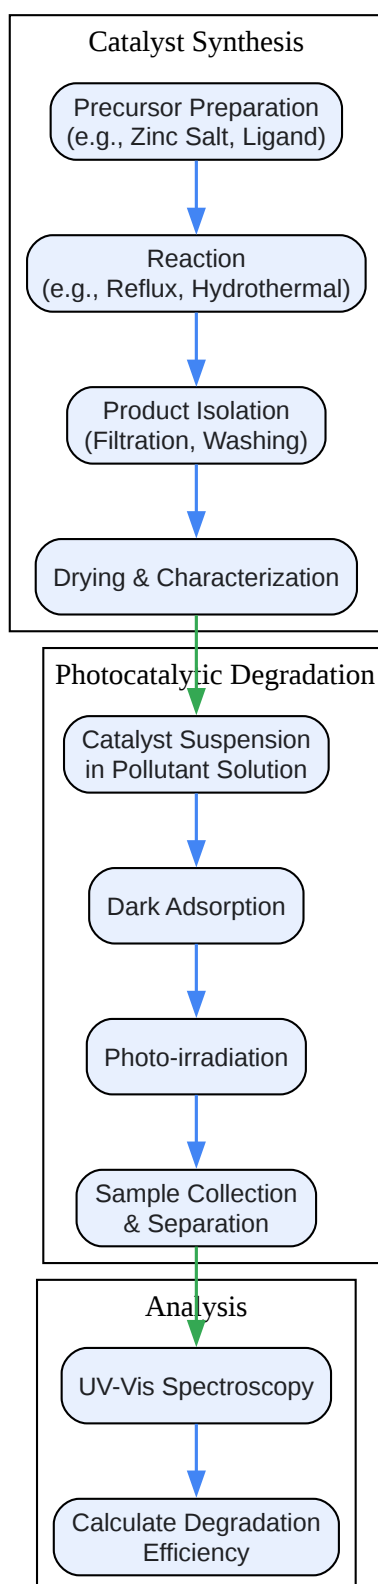 Catalyst Synthesis
Precursor Preparation
(e.g., Zinc Salt, Ligand)
Reaction
(e.g., Reflux, Hydrothermal)
Product Isolation
(Filtration, Washing)
Drying & Characterization
Photocatalytic Degradation
Catalyst Suspension
in Pollutant Solution
Dark Adsorption
Photo-irradiation
Sample Collection
& Separation
Analysis
UV-Vis Spectroscopy
Calculate Degradation
Efficiency